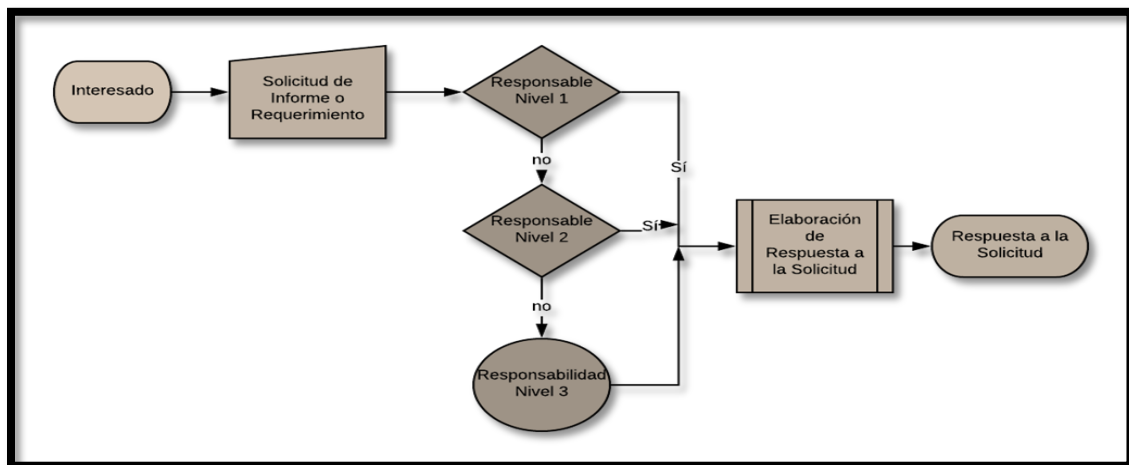 Interesado
Solicitud de
Informe o
Requerimiento
Responsable
Nivel 1
no
Sí
Responsable
Nivel 2
Sí
no
Responsabilidad
Nivel 3
Elaboración
de
Respuesta a
la Solicitud
Respuesta a la
Solicitud